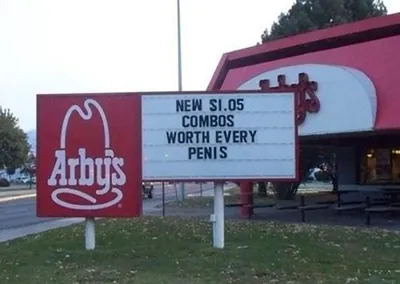 Arby's
NEW $1.05
COMBOS
WORTH EVERY
PENIS
Arby's